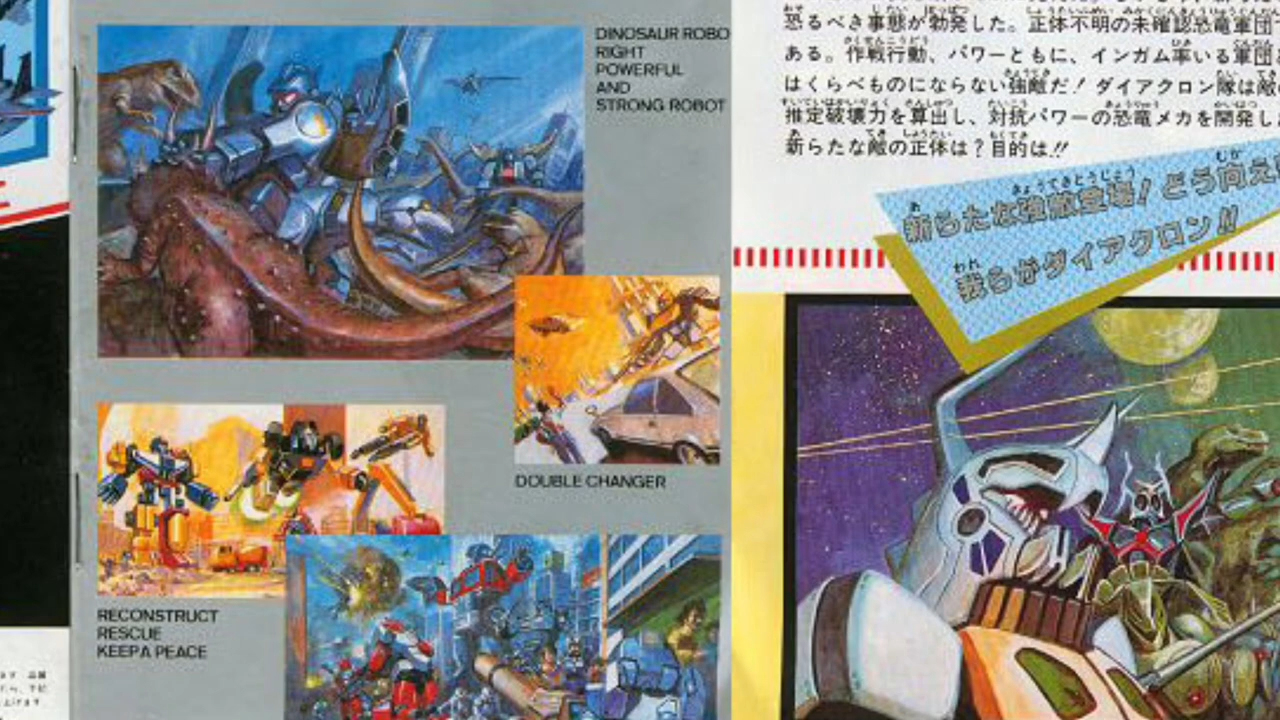 DINOSAUR ROBO
RIGHT
POWERFUL
AND
STRONG ROBOT
DOUBLE CHANGER
RECONSTRUCT
RESCUE
KEEP A PEACE
恐るべき事態が勃発した。正体不明の未確認恐竜軍団
ある。作戦行動、パワーともに、インガム率いる軍団
はくらべものにならない強敵だ!ダイアクロン隊は敵
推定破壊力を算出し、対抗パワーの恐竜メカを開発し
新らたな敵の正体は?目的は!!
新らたな強敵登場!どう向え
我らがダイアクロン!!